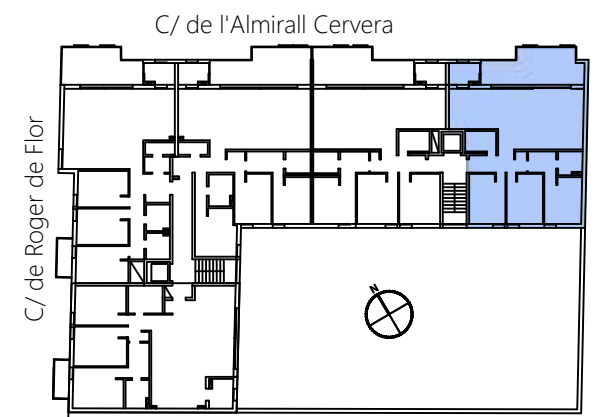 C/ de l'Almirall Cervera
C/ de Roger de Flor
N